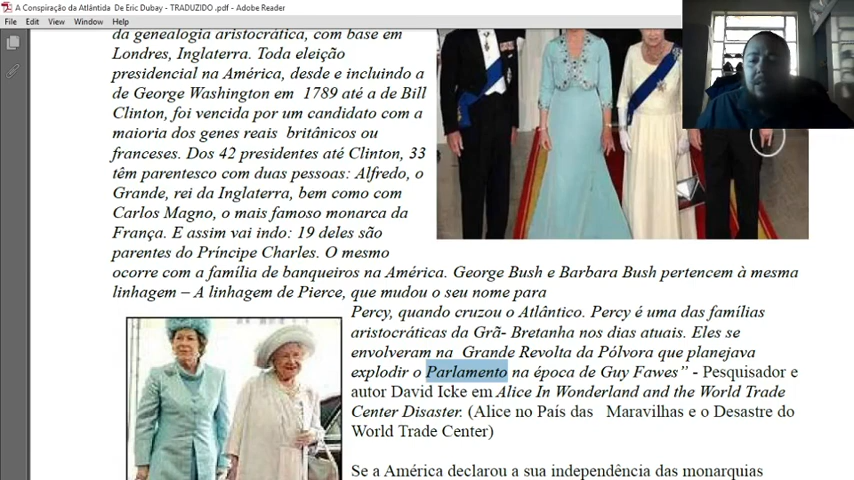 A Conspiração da Atlântida De Eric Dubay - TRADUZIDO .pdf - Adobe Reader
File Edit View Window Help
da genealogia aristocrática, com base em
Londres, Inglaterra. Toda eleição
presidencial na América, desde e incluindo a
de George Washington em 1789 até a de Bill
Clinton, foi vencida por um candidato com a
maioria dos genes reais britânicos ou
franceses. Dos 42 presidentes até Clinton, 33
têm parentesco com duas pessoas: Alfredo, o
Grande, rei da Inglaterra, bem como com
Carlos Magno, o mais famoso monarca da
França. E assim vai indo: 19 deles são
parentes do Príncipe Charles. O mesmo
ocorre com a família de banqueiros na América. George Bush e Barbara Bush pertencem à mesma
linhagem – A linhagem de Pierce, que mudou o seu nome para
Percy, quando cruzou o Atlântico. Percy é uma das famílias
aristocráticas da Grã- Bretanha nos dias atuais. Eles se
envolveram na Grande Revolta da Pólvora que planejava
explodir o Parlamento na época de Guy Fawes” - Pesquisador e
autor David Icke em Alice In Wonderland and the World Trade
Center Disaster. (Alice no País das Maravilhas e o Desastre do
World Trade Center)
Se a América declarou a sua independência das monarquias